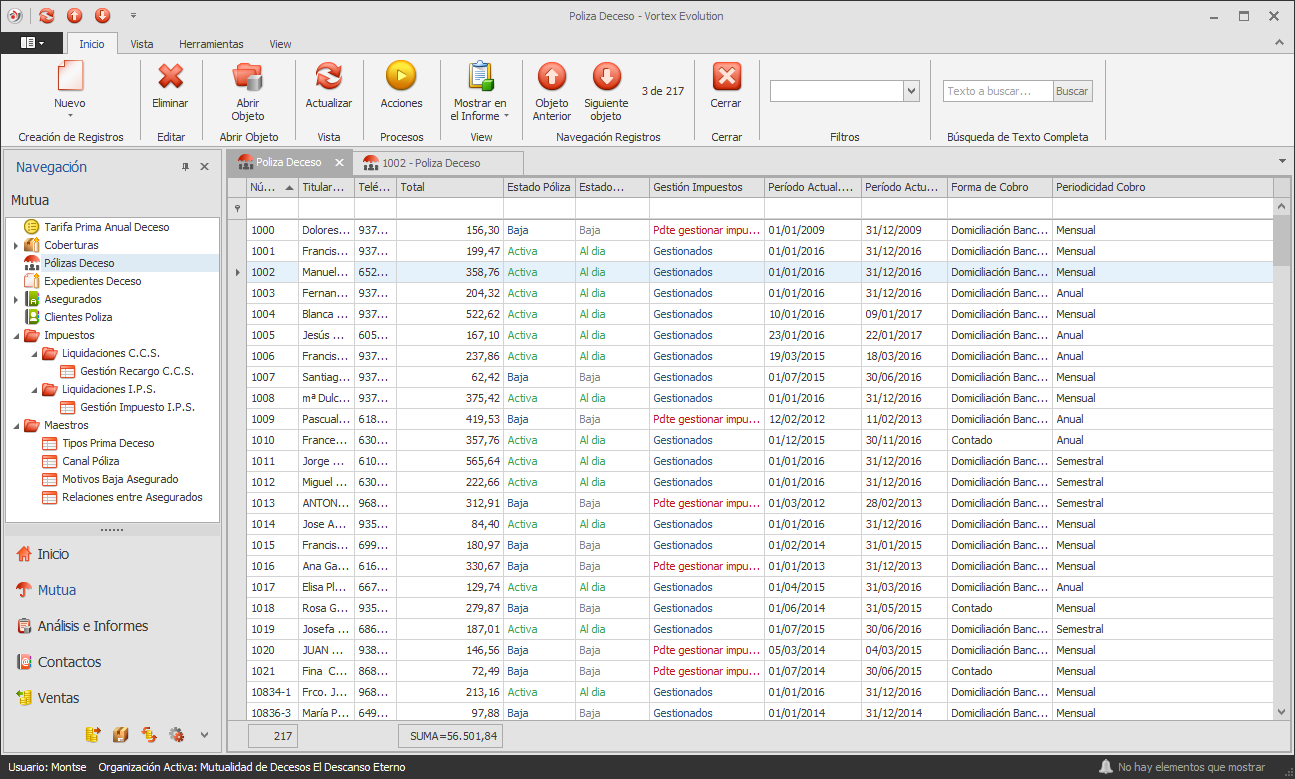 Poliza Deceso - Vortex Evolution
Inicio Vista Herramientas View
Nuevo Eliminar Abrir Objeto Actualizar Acciones Mostrar en el Informe Objeto Anterior Siguiente objeto 3 de 217 Cerrar Texto a buscar... Buscar
Creación de Registros Editar Abrir Objeto Vista Procesos View Navegación Registros Cerrar Filtros Búsqueda de Texto Completa
Navegación
Mutua
Tarifa Prima Anual Deceso
Coberturas
Pólizas Deceso
Expedientes Deceso
Asegurados
Clientes Poliza
Impuestos
Liquidaciones C.C.S.
Gestión Recargo C.C.S.
Liquidaciones I.P.S.
Gestión Impuesto I.P.S.
Maestros
Tipos Prima Deceso
Canal Póliza
Motivos Baja Asegurado
Relaciones entre Asegurados
Inicio
Mutua
Análisis e Informes
Contactos
Ventas
Poliza Deceso 1002 - Poliza Deceso
Nú... Titular... Telé... Total Estado Póliza Estado... Gestión Impuestos Período Actual.... Período Actu... Forma de Cobro Periodicidad Cobro
1000 Dolores... 937... 156,30 Baja Baja Pdte gestionar impu... 01/01/2009 31/12/2009 Domiciliación Banc... Mensual
1001 Francis... 937... 199,47 Activa Al dia Gestionados 01/01/2016 31/12/2016 Domiciliación Banc... Mensual
1002 Manuel... 652... 358,76 Activa Al dia Gestionados 01/01/2016 31/12/2016 Domiciliación Banc... Mensual
1003 Fernan... 937... 204,32 Activa Al dia Gestionados 01/01/2016 31/12/2016 Domiciliación Banc... Anual
1004 Blanca ... 937... 522,62 Activa Al dia Gestionados 10/01/2016 09/01/2017 Domiciliación Banc... Mensual
1005 Jesús ... 605... 167,10 Activa Al dia Gestionados 23/01/2016 22/01/2017 Domiciliación Banc... Anual
1006 Francis... 937... 237,86 Activa Al dia Gestionados 19/03/2015 18/03/2016 Domiciliación Banc... Anual
1007 Santiag... 937... 62,42 Baja Baja Gestionados 01/07/2015 30/06/2016 Domiciliación Banc... Mensual
1008 mª Dulc... 937... 375,42 Activa Al dia Gestionados 01/01/2016 31/12/2016 Domiciliación Banc... Mensual
1009 Pascual... 618... 419,53 Baja Baja Pdte gestionar impu... 12/02/2012 11/02/2013 Domiciliación Banc... Anual
1010 France... 630... 357,76 Activa Al dia Gestionados 01/12/2015 30/11/2016 Contado Anual
1011 Jorge ... 610... 565,64 Activa Al dia Gestionados 01/01/2016 31/12/2016 Domiciliación Banc... Semestral
1012 Miguel ... 630... 222,66 Activa Al dia Gestionados 01/01/2016 31/12/2016 Domiciliación Banc... Semestral
1013 ANTON... 968... 312,91 Baja Baja Pdte gestionar impu... 01/03/2012 28/02/2013 Domiciliación Banc... Semestral
1014 Jose A... 935... 84,40 Activa Al dia Gestionados 01/01/2016 31/12/2016 Domiciliación Banc... Mensual
1015 Francis... 699... 180,97 Baja Baja Gestionados 01/02/2014 31/01/2015 Domiciliación Banc... Mensual
1016 Ana Ga... 616... 330,67 Baja Baja Pdte gestionar impu... 01/01/2013 31/12/2013 Domiciliación Banc... Mensual
1017 Elisa Pl... 667... 129,74 Activa Al dia Gestionados 01/04/2015 31/03/2016 Domiciliación Banc... Anual
1018 Rosa G... 935... 279,87 Baja Baja Gestionados 01/06/2014 31/05/2015 Contado Mensual
1019 Josefa ... 686... 187,01 Activa Al dia Gestionados 01/07/2015 30/06/2016 Domiciliación Banc... Semestral
1020 JUAN ... 938... 146,56 Baja Baja Pdte gestionar impu... 05/03/2014 04/03/2015 Domiciliación Banc... Mensual
1021 Fina C... 868... 72,49 Baja Baja Pdte gestionar impu... 01/07/2014 30/06/2015 Contado Mensual
10834-1 Frco. J... 968... 213,16 Activa Al dia Gestionados 01/01/2016 31/12/2016 Domiciliación Banc... Mensual
10836-3 María P... 649... 97,88 Baja Baja Gestionados 01/01/2014 31/12/2014 Domiciliación Banc... Mensual
217 SUMA=56.501,84
Usuario: Montse Organización Activa: Mutualidad de Decesos El Descanso Eterno No hay elementos que mostrar